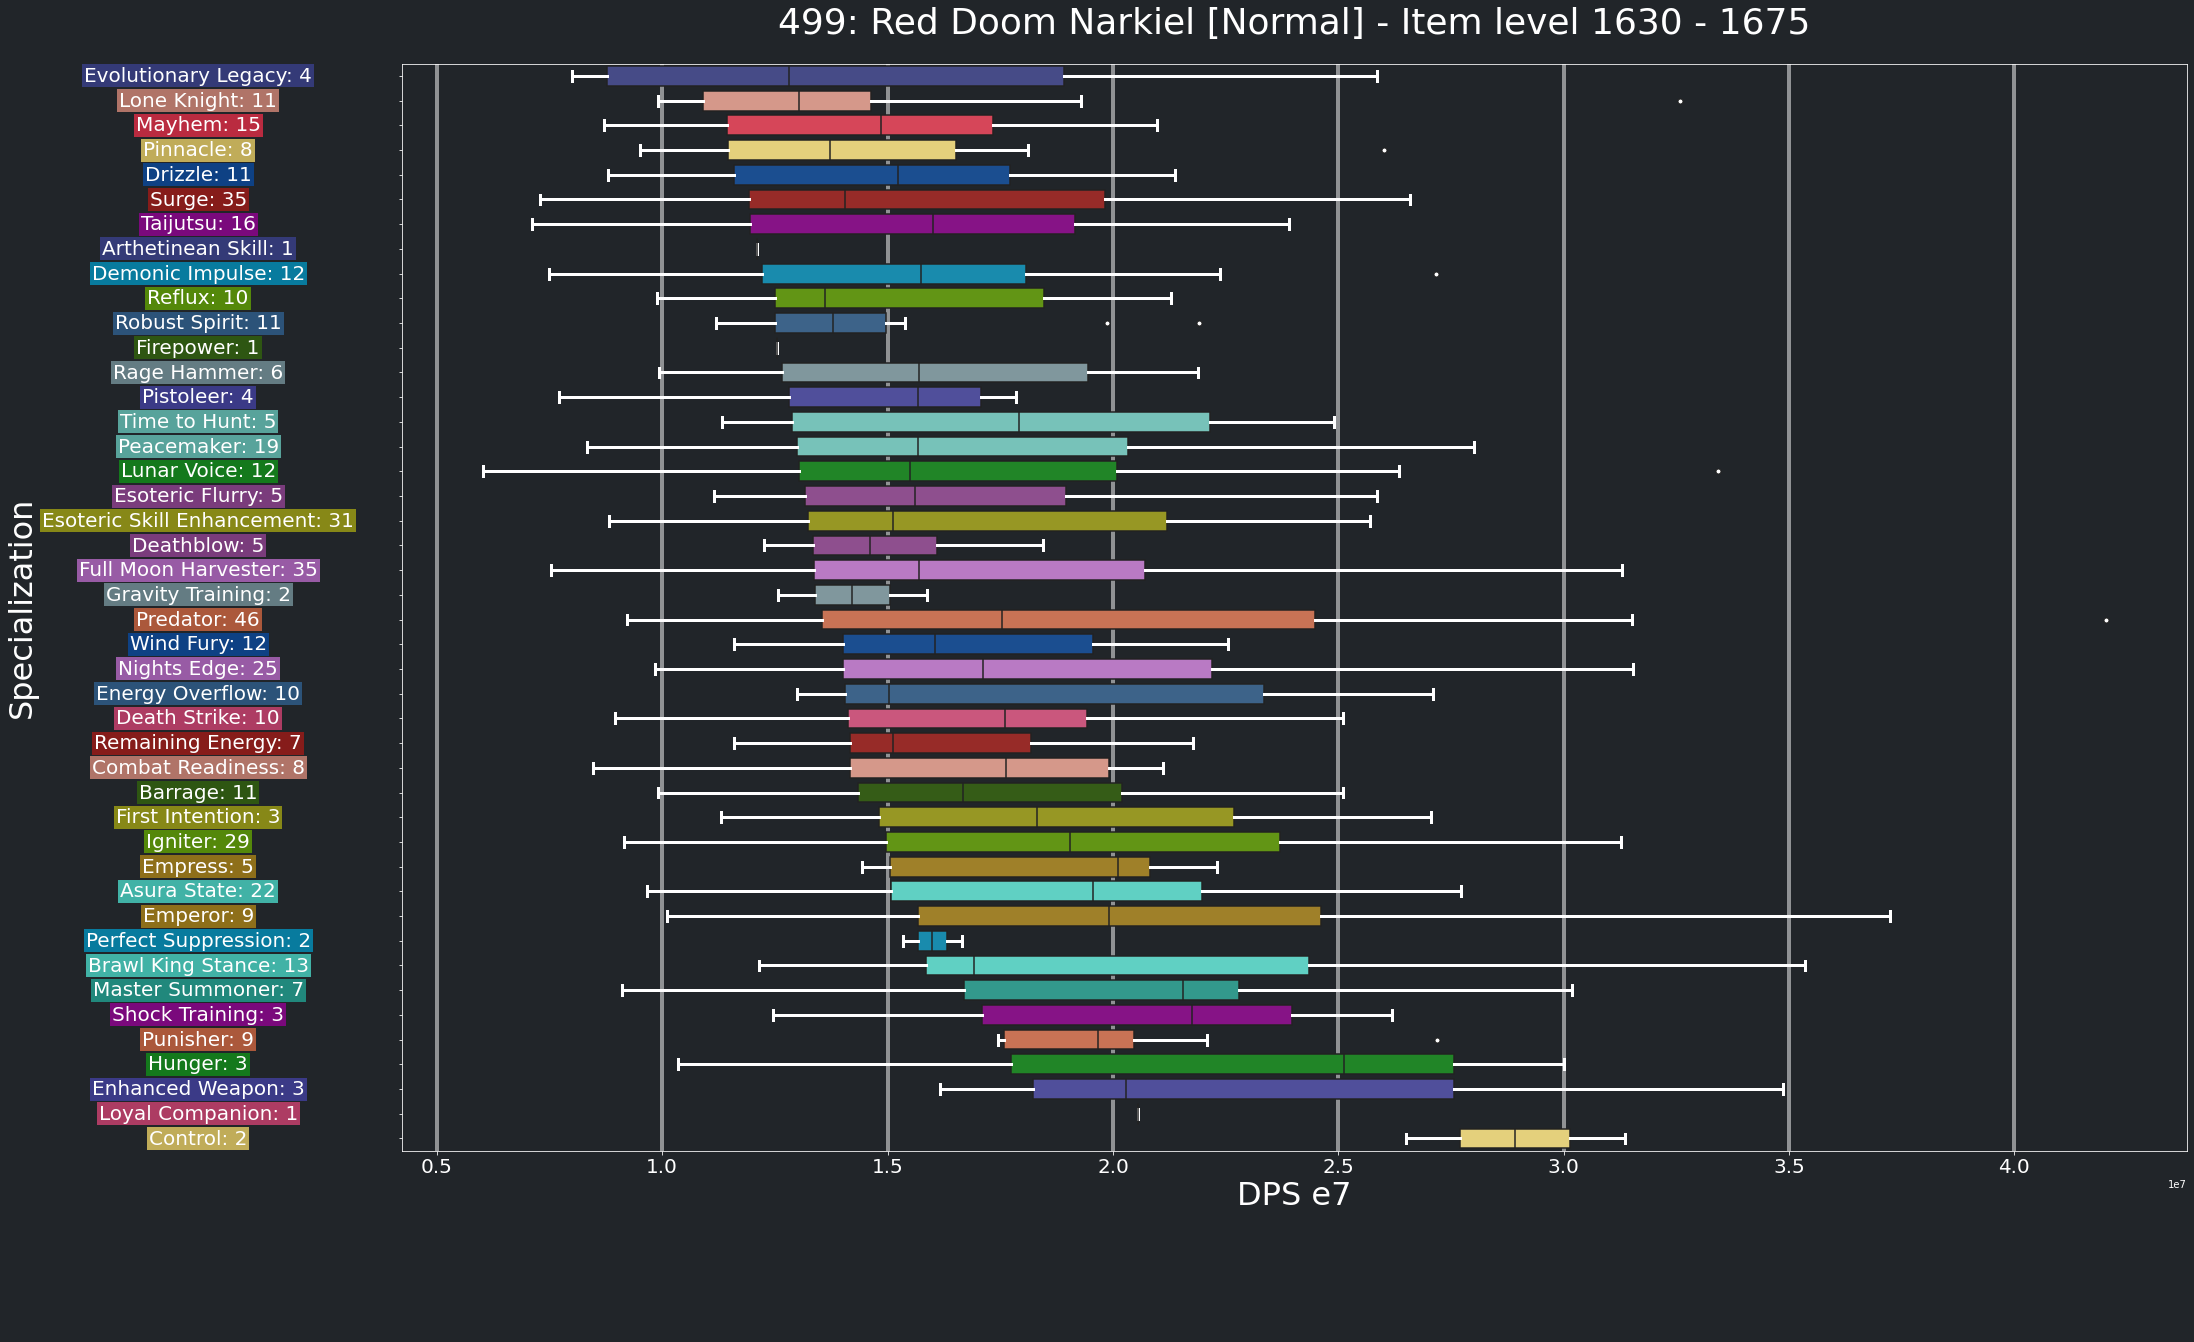 499: Red Doom Narkiel [Normal] - Item level 1630 - 1675
Specialization
Evolutionary Legacy: 4
Lone Knight: 11
Mayhem: 15
Pinnacle: 8
Drizzle: 11
Surge: 35
Taijutsu: 16
Arthetinean Skill: 1
Demonic Impulse: 12
Reflux: 10
Robust Spirit: 11
Firepower: 1
Rage Hammer: 6
Pistoleer: 4
Time to Hunt: 5
Peacemaker: 19
Lunar Voice: 12
Esoteric Flurry: 5
Esoteric Skill Enhancement: 31
Deathblow: 5
Full Moon Harvester: 35
Gravity Training: 2
Predator: 46
Wind Fury: 12
Nights Edge: 25
Energy Overflow: 10
Death Strike: 10
Remaining Energy: 7
Combat Readiness: 8
Barrage: 11
First Intention: 3
Igniter: 29
Empress: 5
Asura State: 22
Emperor: 9
Perfect Suppression: 2
Brawl King Stance: 13
Master Summoner: 7
Shock Training: 3
Punisher: 9
Hunger: 3
Enhanced Weapon: 3
Loyal Companion: 1
Control: 2
0.5 1.0 1.5 2.0 2.5 3.0 3.5 4.0
DPS e7
1e7